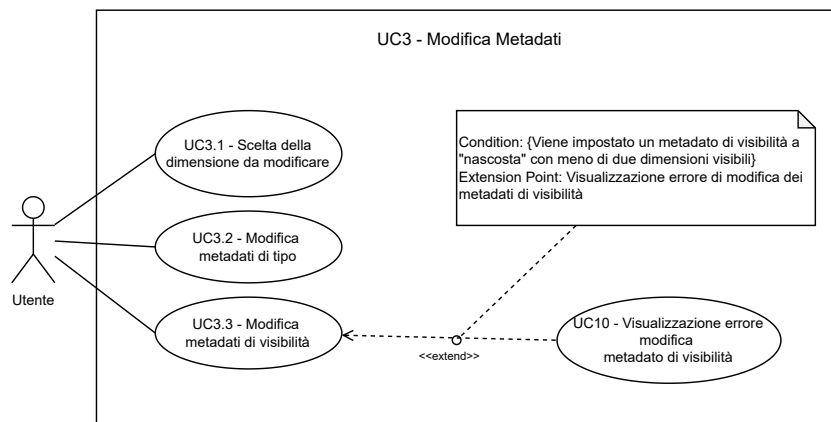 UC3 - Modifica Metadati
UC3.1 - Scelta della
dimensione da modificare
Condition: {Viene impostato un metadato di visibilità a
"nascosta" con meno di due dimensioni visibili}
Extension Point: Visualizzazione errore di modifica dei
metadati di visibilità
UC3.2 - Modifica
metadati di tipo
Utente
UC3.3 - Modifica
metadati di visibilità
<<extend>>
UC10 - Visualizzazione errore
modifica
metadato di visibilità